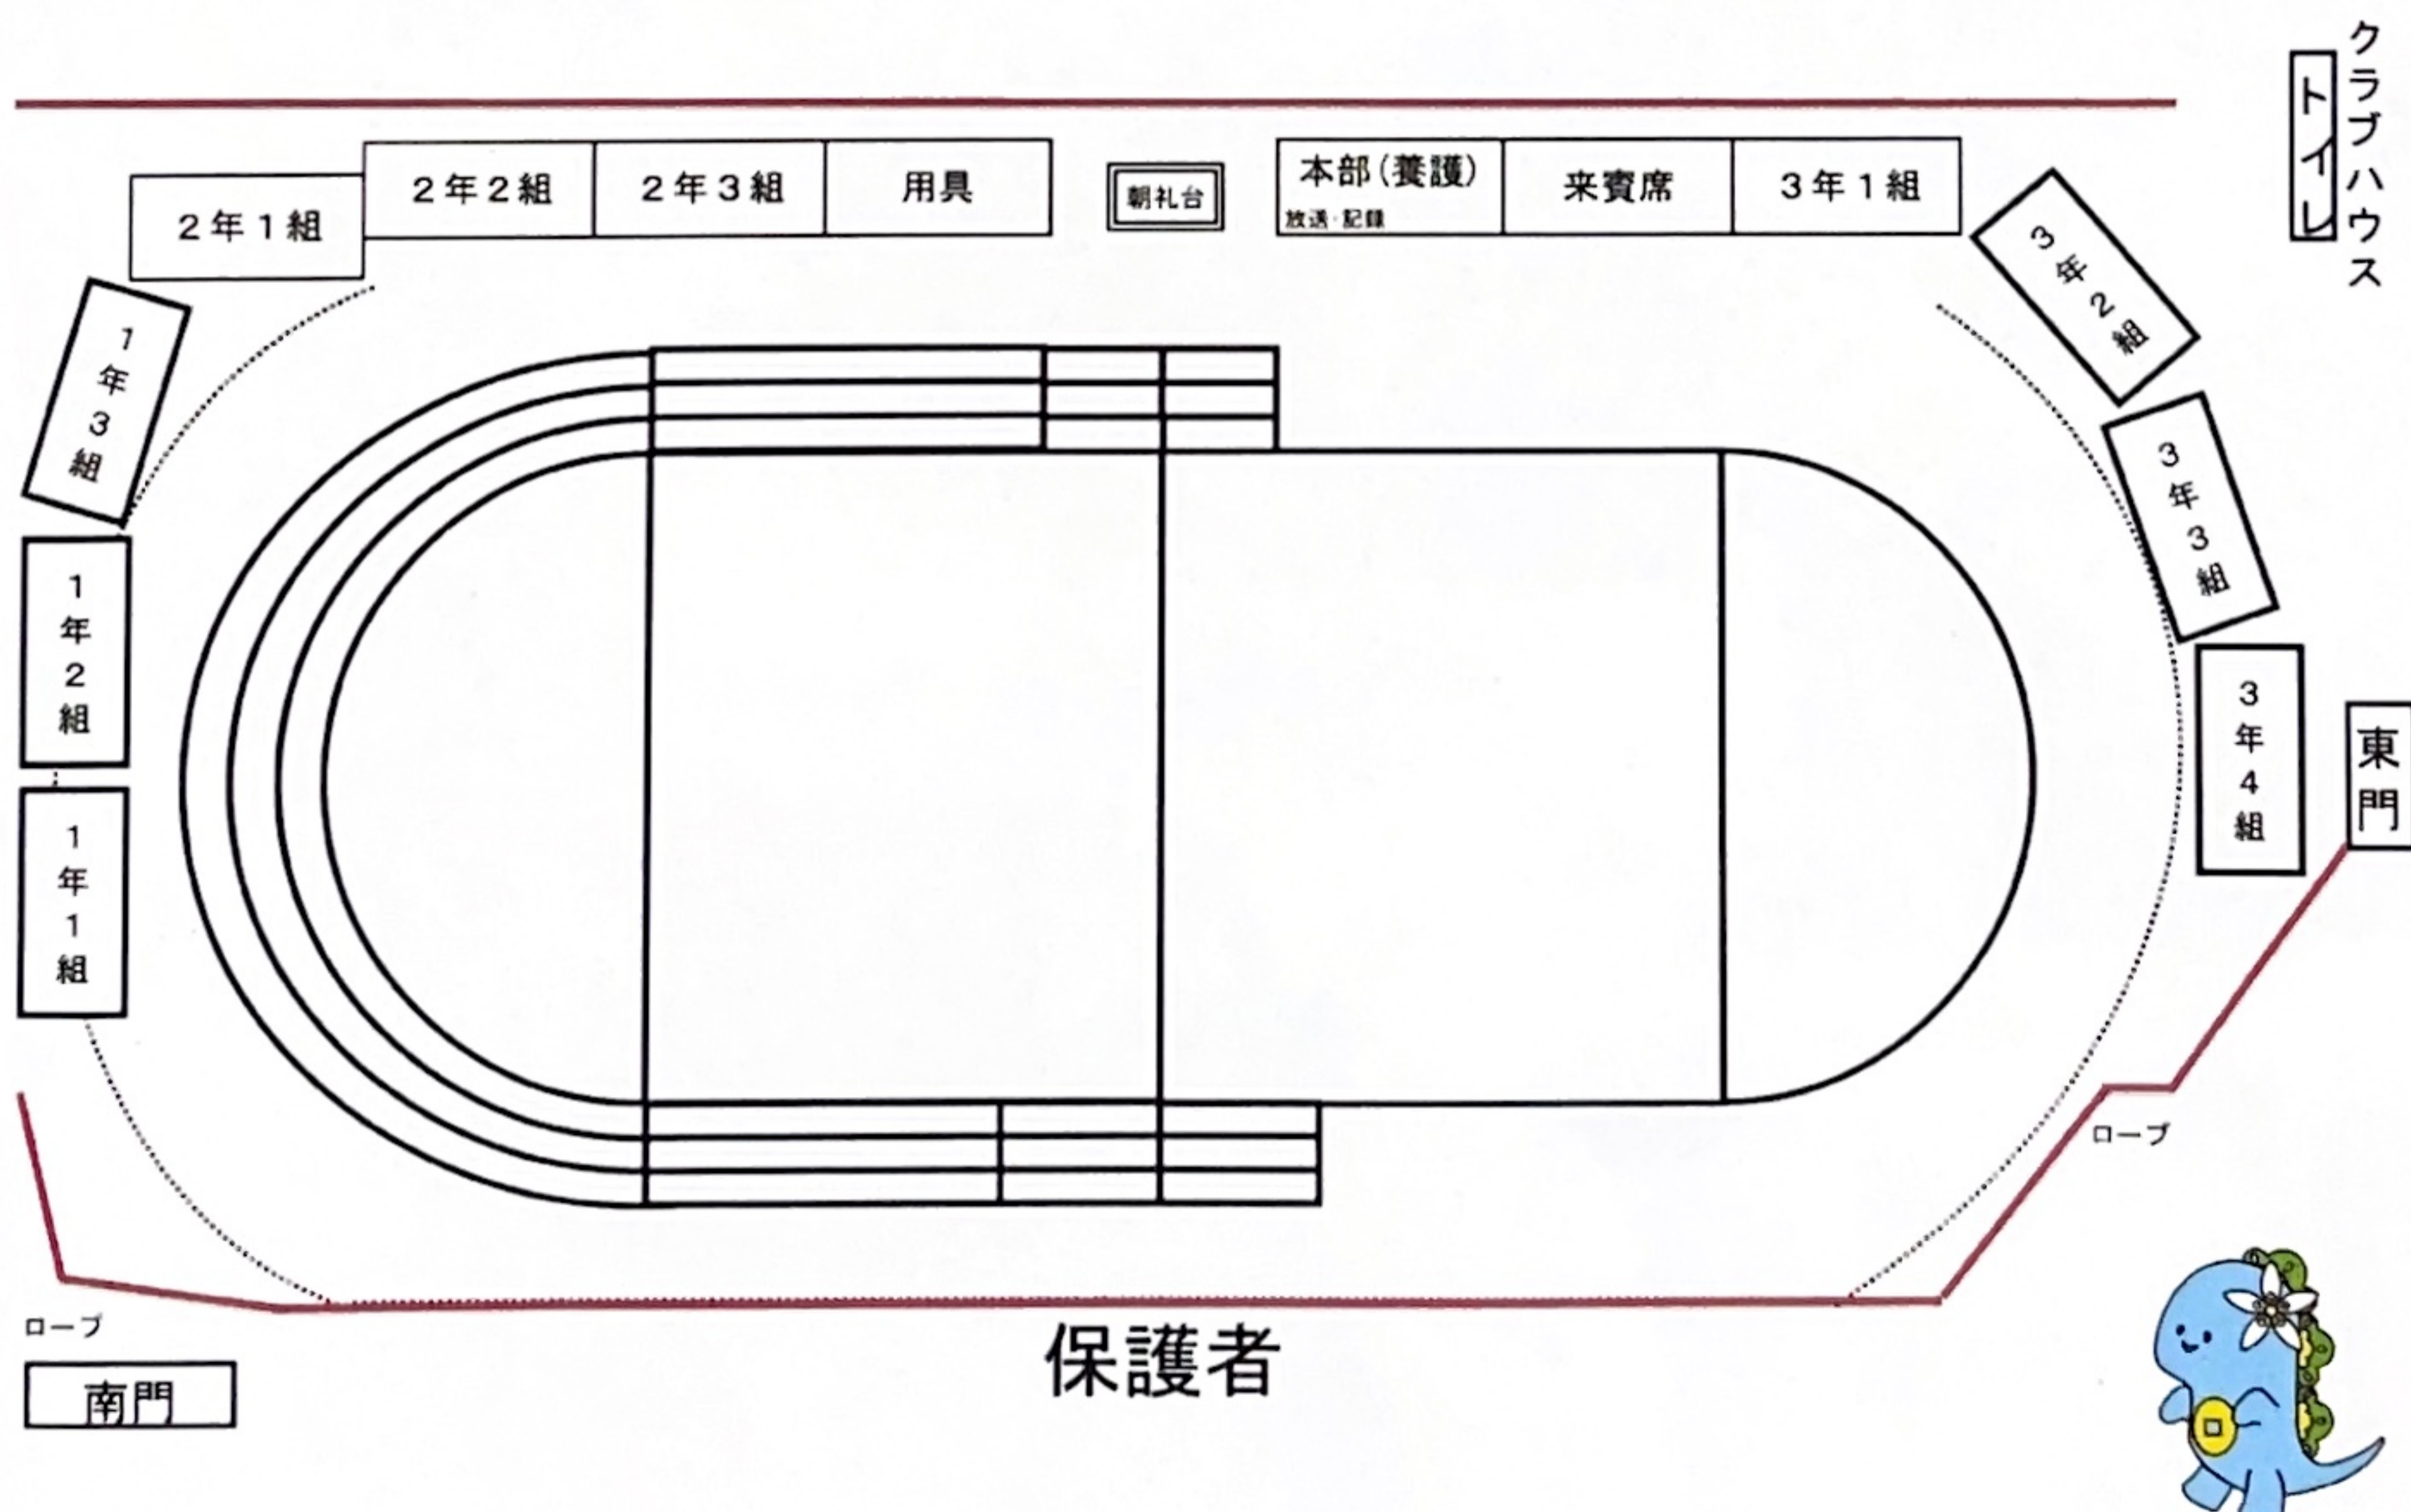 クラブハウス
トイレ
2年1組
2年2組
2年3組
用具
朝礼台
本部(養護)
放送・記録
来賓席
3年1組
3年2組
3年3組
3年4組
東門
1年3組
1年2組
1年1組
ロープ
ロープ
保護者
南門